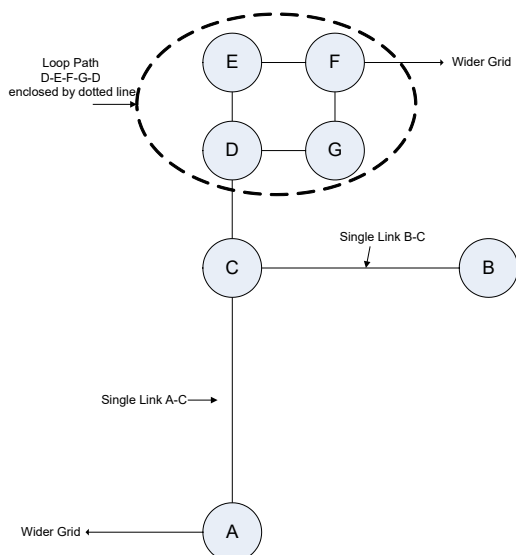 Loop Path
D-E-F-G-D
enclosed by dotted line
E
F
Wider Grid
D
G
Single Link B-C
C
B
Single Link A-C
Wider Grid
A